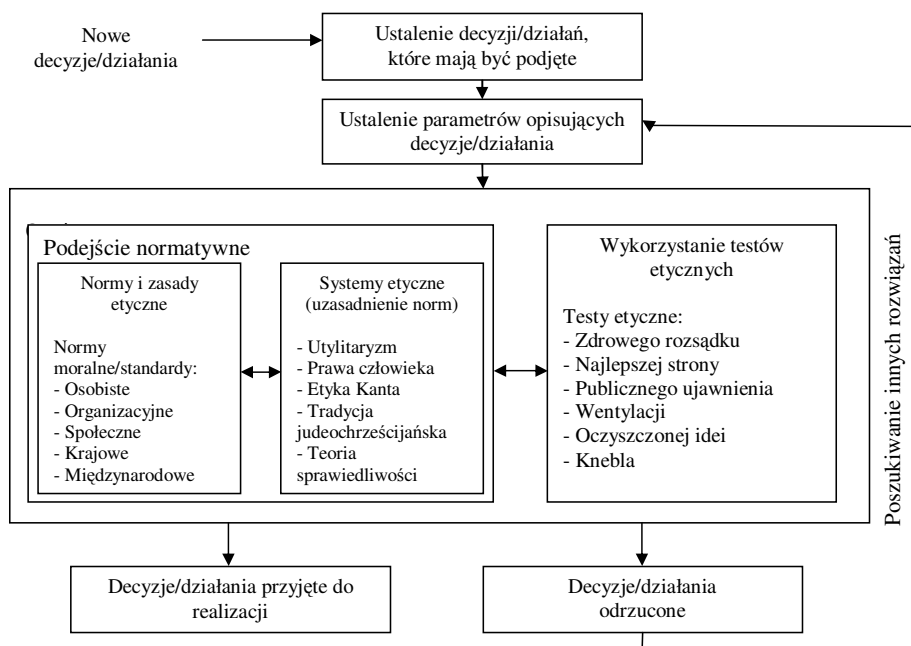 Nowe
decyzje/działania
Ustalenie decyzji/działań,
które mają być podjęte
Ustalenie parametrów opisujących
decyzje/działania
Podejście normatywne
Normy i zasady
etyczne
Normy
moralne/standardy:
- Osobiste
- Organizacyjne
- Społeczne
- Krajowe
- Międzynarodowe
Systemy etyczne
(uzasadnienie norm)
- Utylitaryzm
- Prawa człowieka
- Etyka Kanta
- Tradycja
judeochrześcijańska
- Teoria
sprawiedliwości
Wykorzystanie testów
etycznych
Testy etyczne:
- Zdrowego rozsądku
- Najlepszej strony
- Publicznego ujawnienia
- Wentylacji
- Oczyszczonej idei
- Knebla
Poszukiwanie innych rozwiązań
Decyzje/działania przyjęte do
realizacji
Decyzje/działania
odrzucone